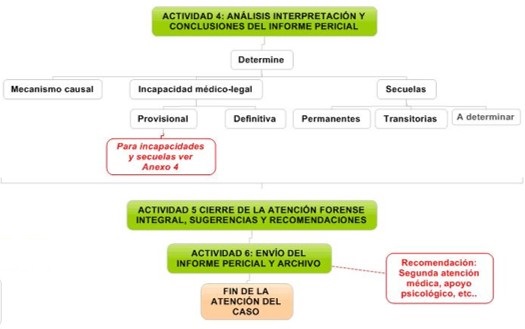 ACTIVIDAD 4: ANÁLISIS INTERPRETACIÓN Y
CONCLUSIONES DEL INFORME PERICIAL
Determine
Mecanismo causal
Incapacidad médico-legal
Secuelas
Provisional
Definitiva
Permanentes
Transitorias
A determinar
Para incapacidades
y secuelas ver
Anexo 4
ACTIVIDAD 5 CIERRE DE LA ATENCIÓN FORENSE
INTEGRAL, SUGERENCIAS Y RECOMENDACIONES
ACTIVIDAD 6: ENVÍO DEL
INFORME PERICIAL Y ARCHIVO
Recomendación:
Segunda atención
médica, apoyo
psicológico, etc..
FIN DE LA
ATENCIÓN DEL
CASO